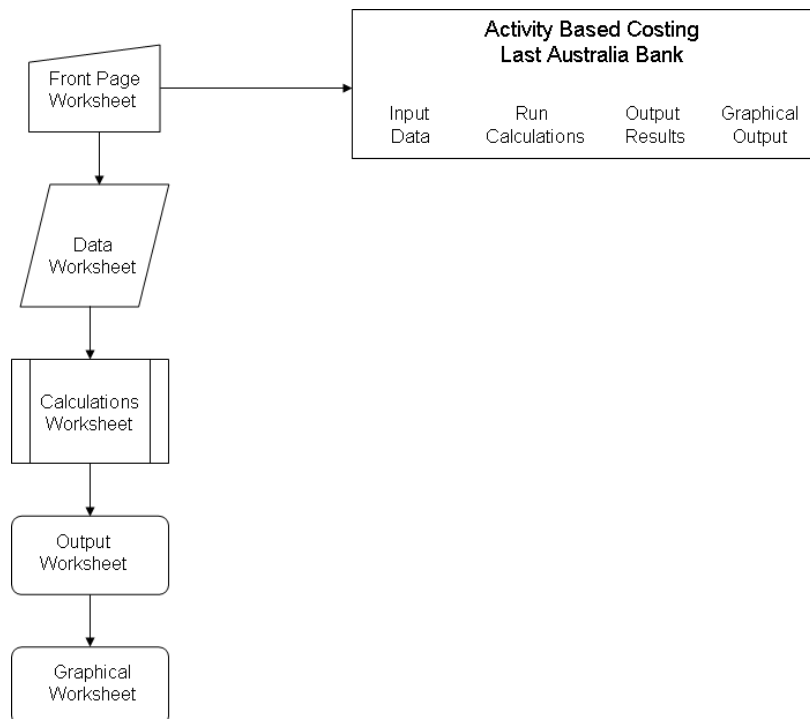 Front Page
Worksheet
Activity Based Costing
Last Australia Bank
Input
Data
Run
Calculations
Output
Results
Graphical
Output
Data
Worksheet
Calculations
Worksheet
Output
Worksheet
Graphical
Worksheet